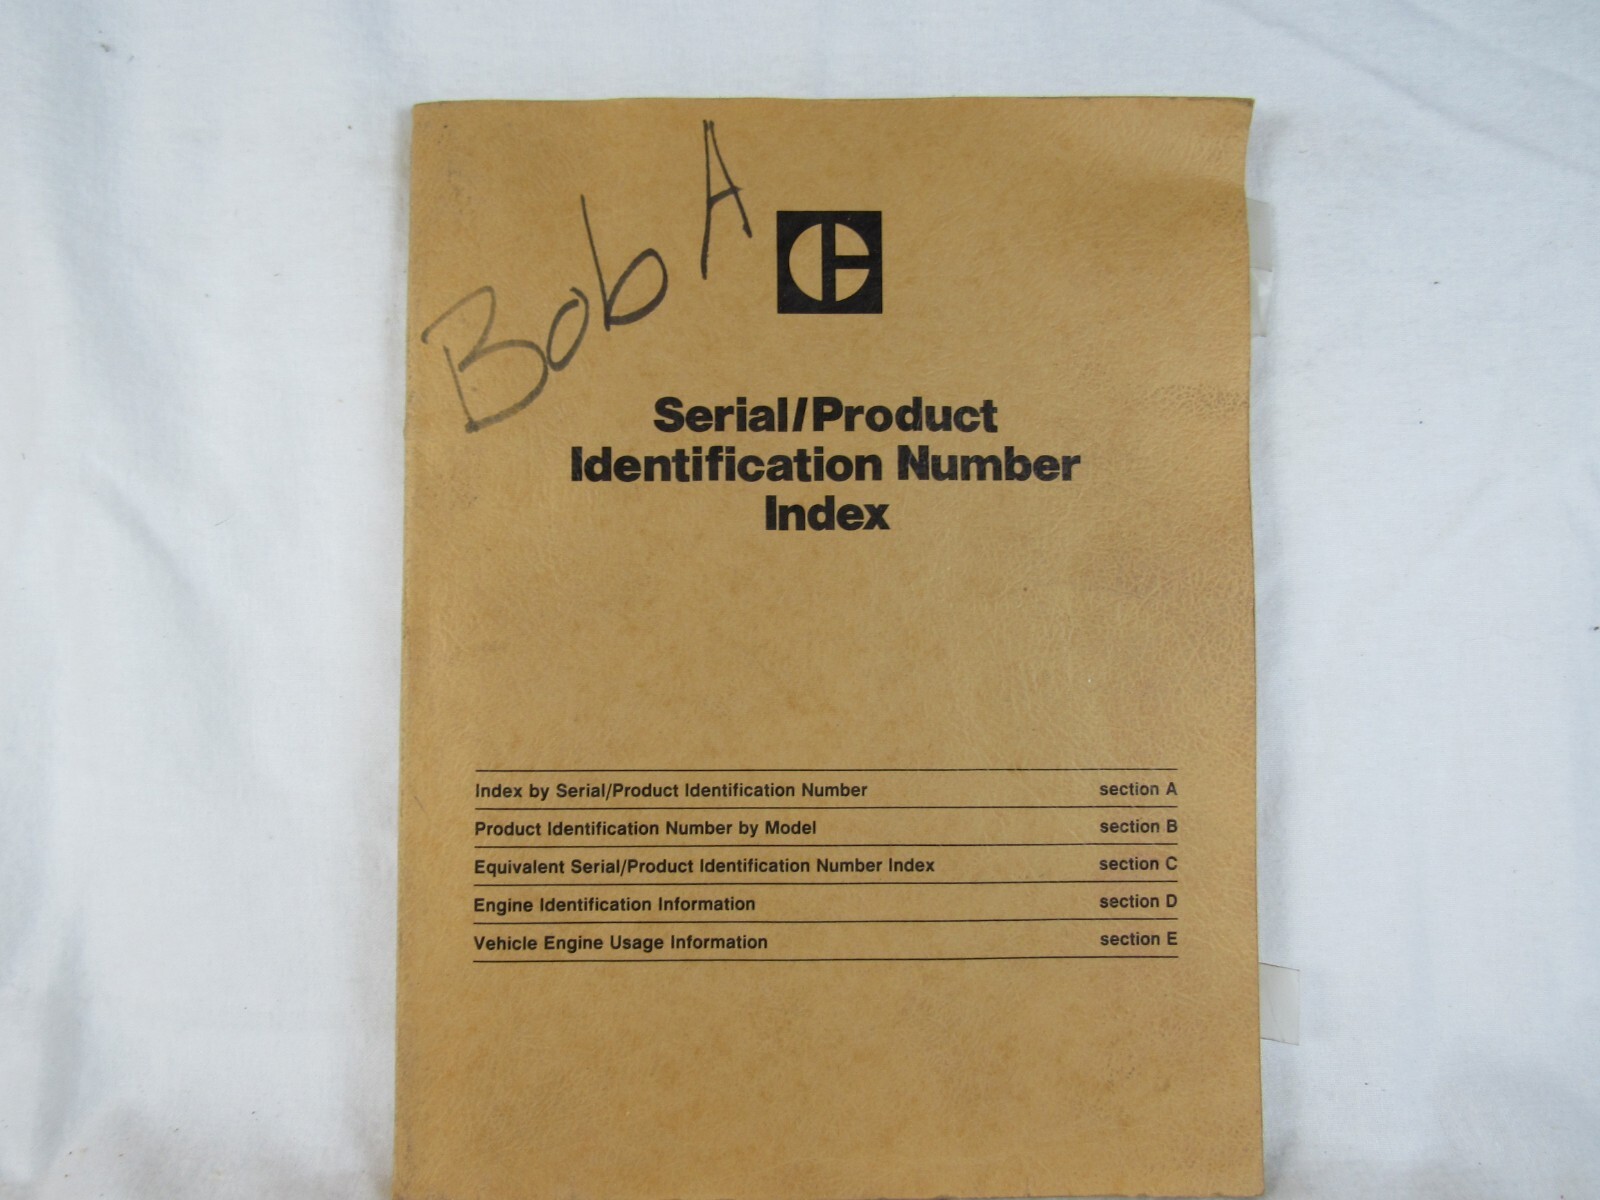 Bob A
Serial/Product
Identification Number
Index
Index by Serial/Product Identification Number section A
Product Identification Number by Model section B
Equivalent Serial/Product Identification Number Index section C
Engine Identification Information section D
Vehicle Engine Usage Information section E